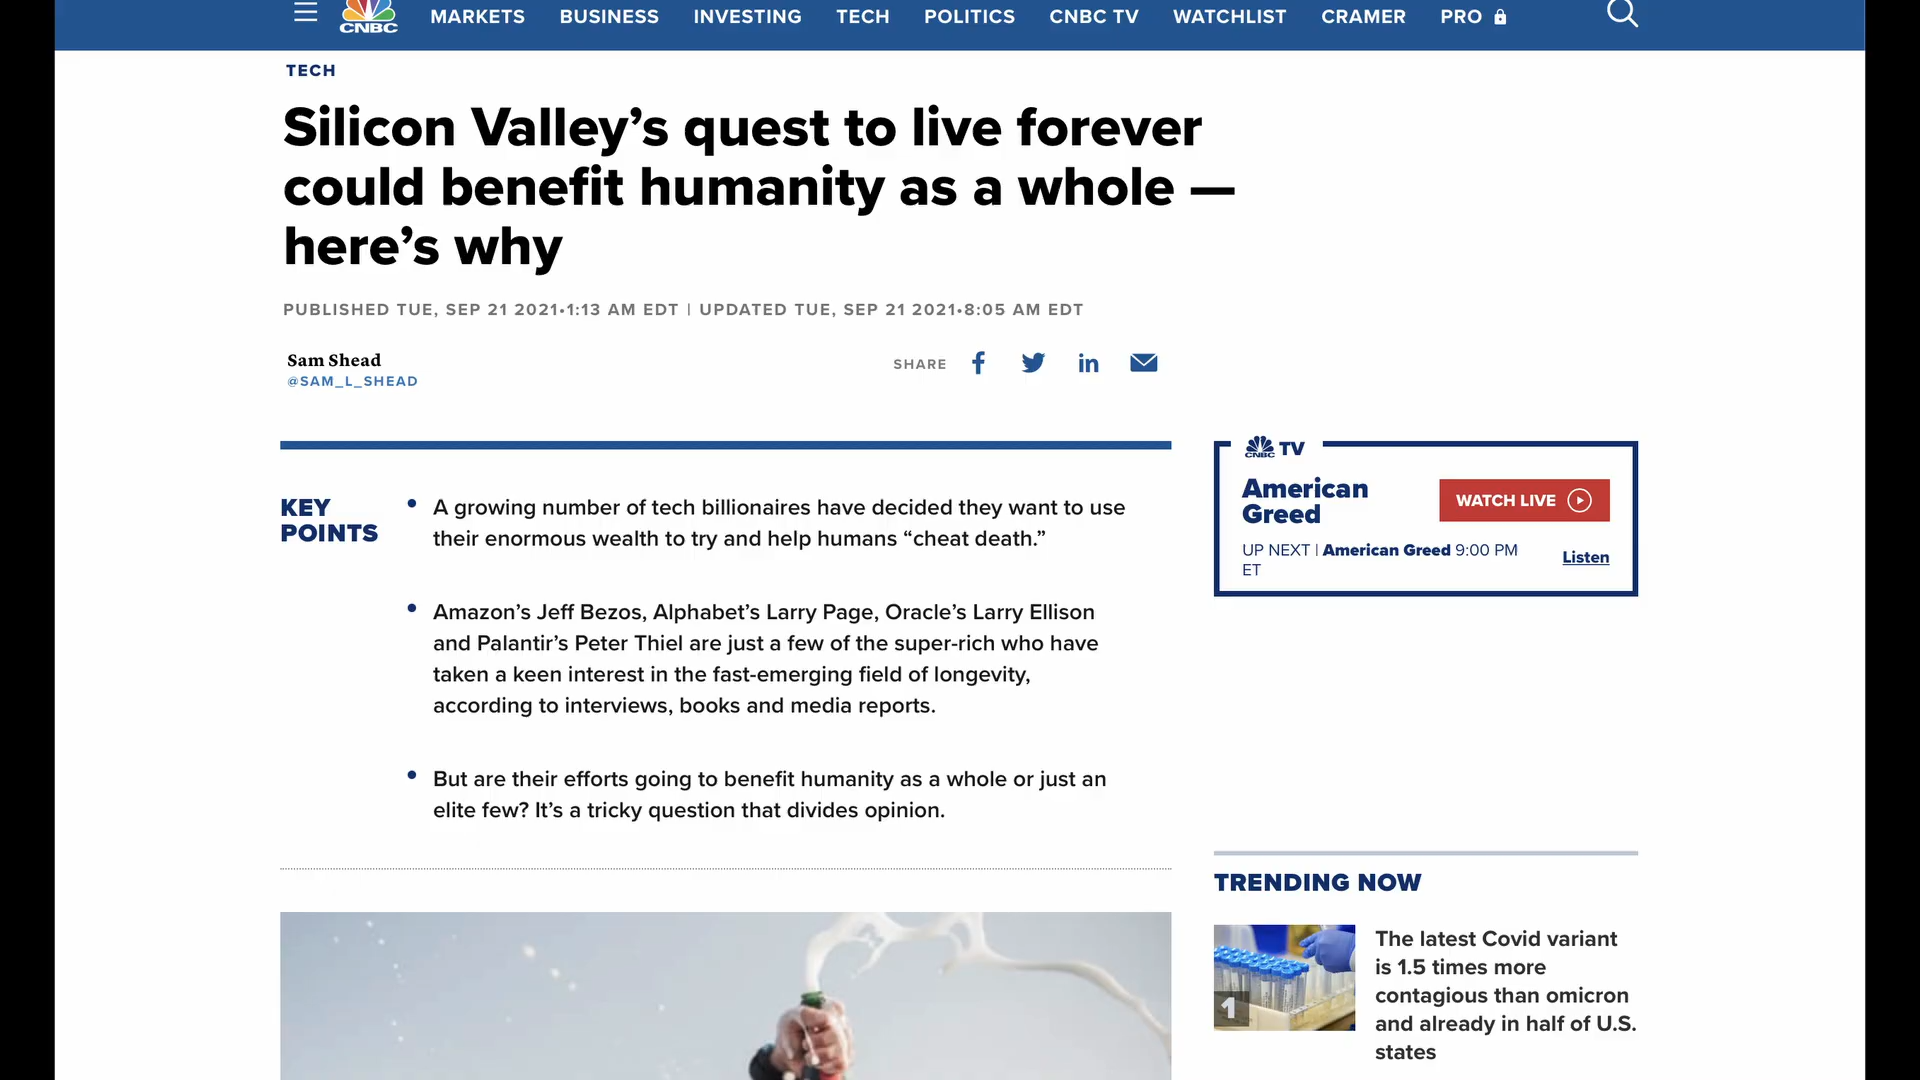 CNBC
MARKETS BUSINESS INVESTING TECH POLITICS CNBC TV WATCHLIST CRAMER PRO
TECH
Silicon Valley’s quest to live forever
could benefit humanity as a whole —
here’s why
PUBLISHED TUE, SEP 21 2021•1:13 AM EDT | UPDATED TUE, SEP 21 2021•8:05 AM EDT
Sam Shead
@SAM_L_SHEAD
SHARE
KEY
POINTS
• A growing number of tech billionaires have decided they want to use
their enormous wealth to try and help humans “cheat death.”
• Amazon’s Jeff Bezos, Alphabet’s Larry Page, Oracle’s Larry Ellison
and Palantir’s Peter Thiel are just a few of the super-rich who have
taken a keen interest in the fast-emerging field of longevity,
according to interviews, books and media reports.
• But are their efforts going to benefit humanity as a whole or just an
elite few? It’s a tricky question that divides opinion.
CNBC TV
American
Greed
WATCH LIVE
UP NEXT | American Greed 9:00 PM
ET
Listen
TRENDING NOW
1
The latest Covid variant
is 1.5 times more
contagious than omicron
and already in half of U.S.
states